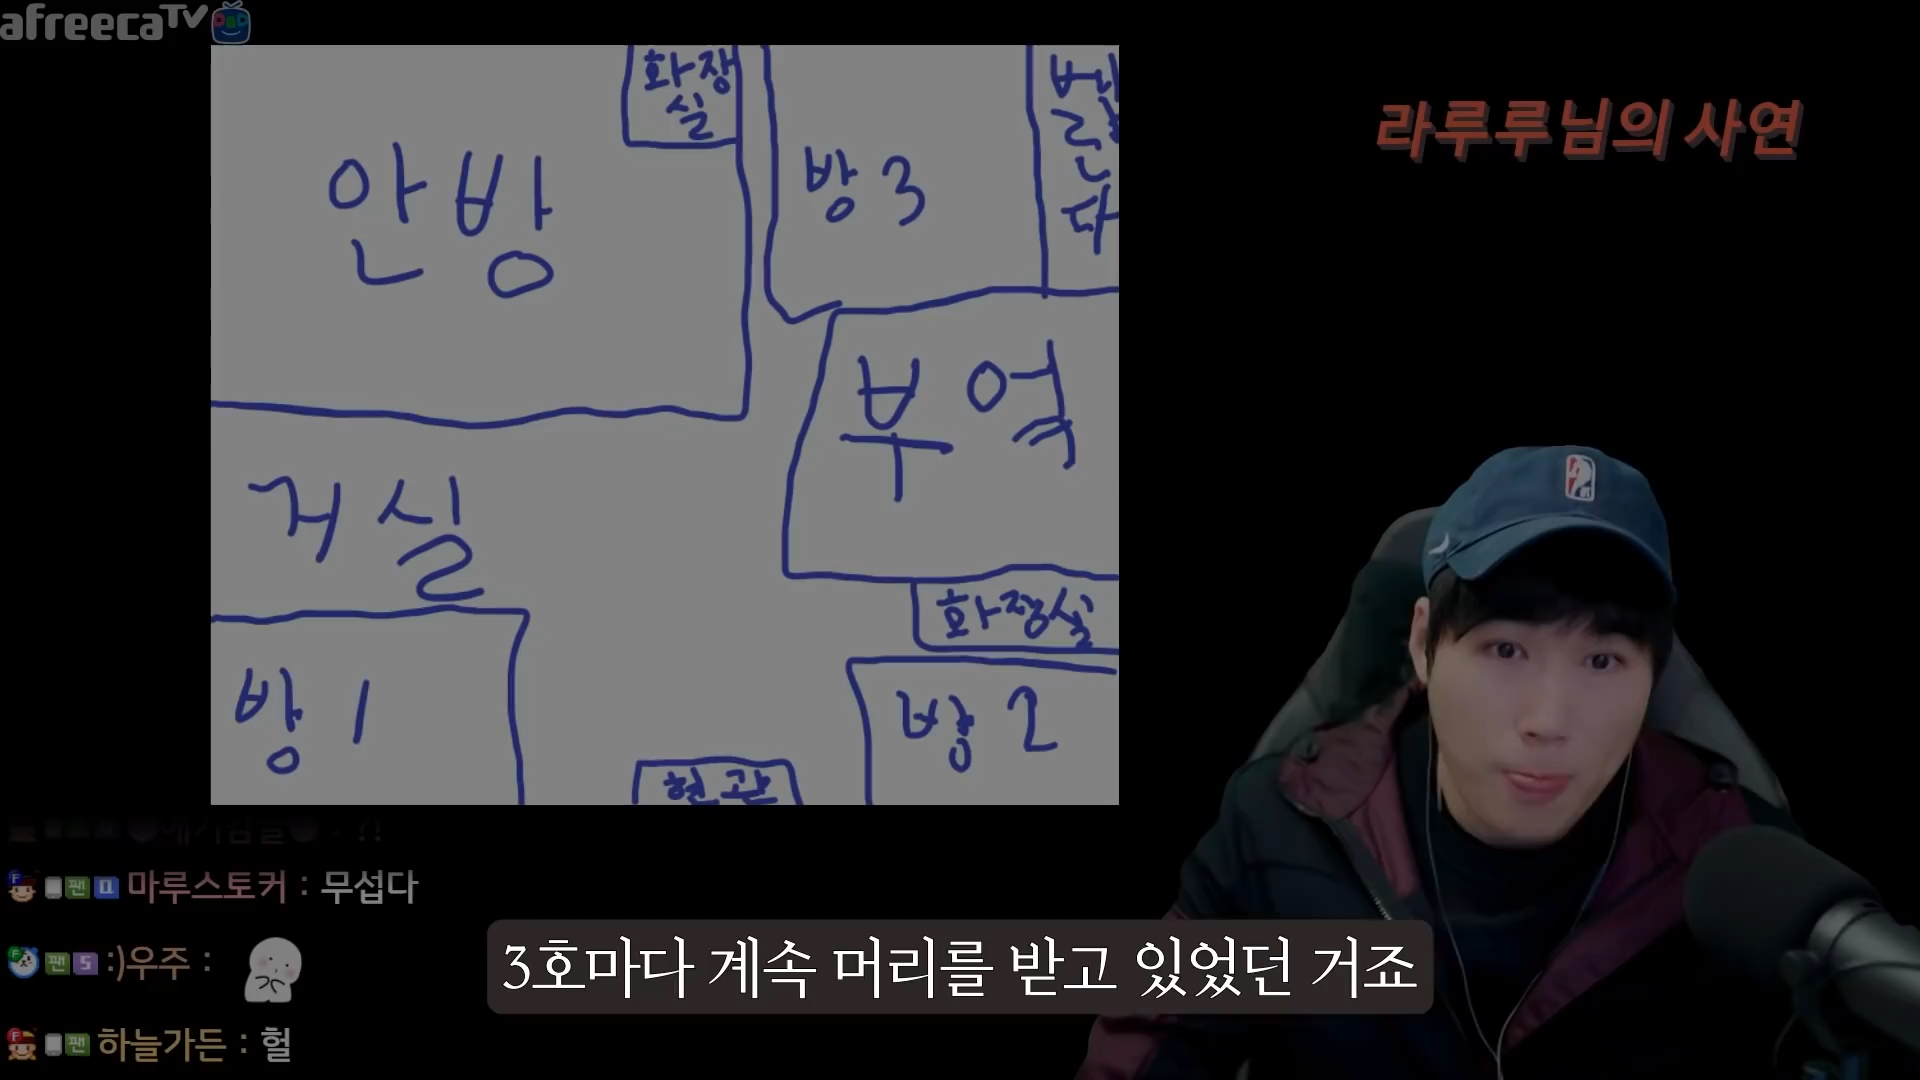 afreecaTV
화장
실
안방
방3
베
란
다
라루루님의 사연
부엌
거실
화장실
방1
방2
현관
마루스토커 : 무섭다
:)우주 :
하늘가든 : 헐
3호마다 계속 머리를 받고 있었던 거죠